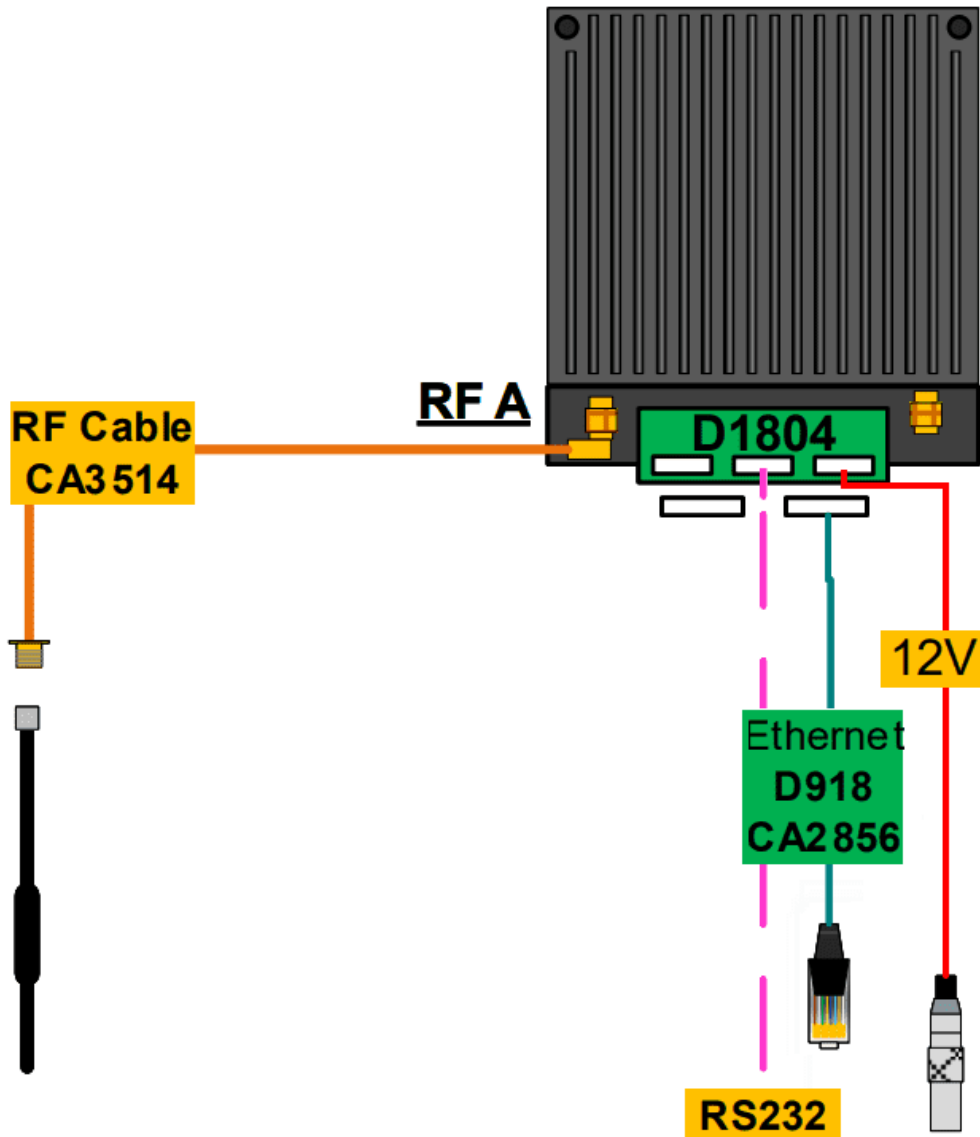 RF A
D1804
RF Cable
CA3514
12V
Ethernet
D918
CA2856
RS232